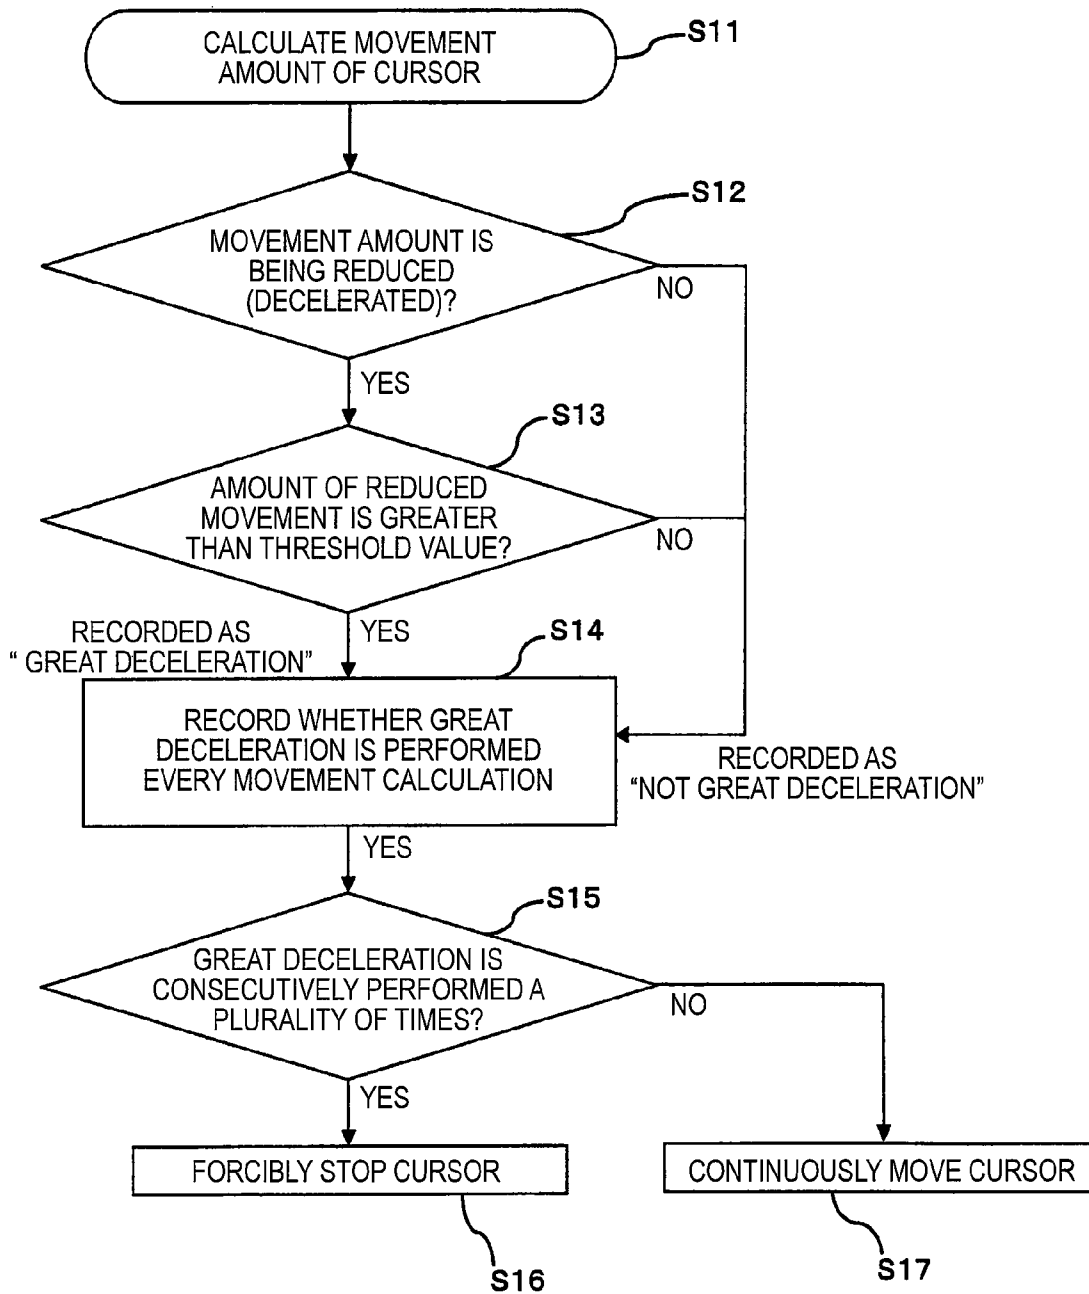 CALCULATE MOVEMENT
AMOUNT OF CURSOR
S11
S12
MOVEMENT AMOUNT IS
BEING REDUCED
(DECELERATED)?
NO
YES
S13
AMOUNT OF REDUCED
MOVEMENT IS GREATER
THAN THRESHOLD VALUE?
NO
YES
RECORDED AS
“ GREAT DECELERATION”
S14
RECORD WHETHER GREAT
DECELERATION IS PERFORMED
EVERY MOVEMENT CALCULATION
RECORDED AS
“NOT GREAT DECELERATION”
YES
S15
GREAT DECELERATION IS
CONSECUTIVELY PERFORMED A
PLURALITY OF TIMES?
NO
YES
FORCIBLY STOP CURSOR
CONTINUOUSLY MOVE CURSOR
S16
S17